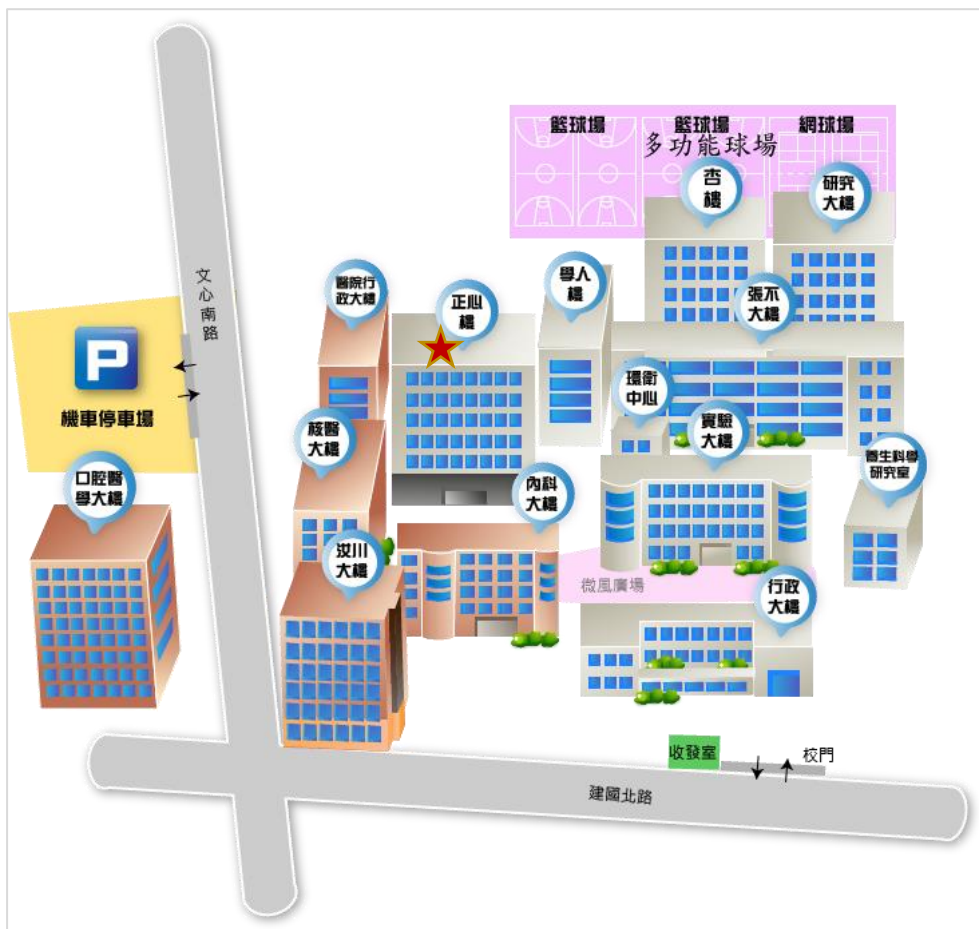 籃球場
籃球場
網球場
多功能球場
杏
樓
研究
大樓
文心南路
醫院行
政大樓
正心
樓
學人
樓
張不
大樓
P
機車停車場
環衛
中心
核醫
大樓
實驗
大樓
口腔醫
學大樓
內科
大樓
養生科學
研究室
汝川
大樓
微風廣場
行政
大樓
收發室
校門
建國北路